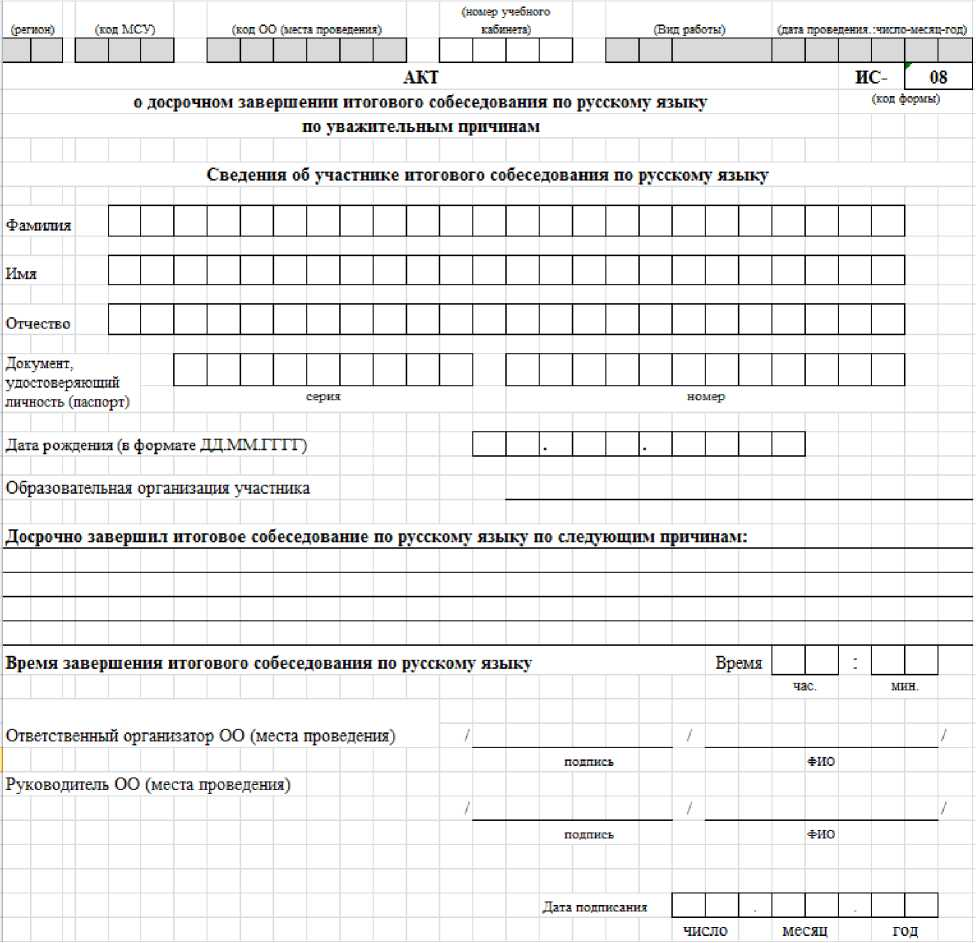 (номер учебного
(регион) (код МСУ) (код ОО (места проведения) кабинета) (Вид работы) (дата проведения.:число-месяц-год)
АКТ ИС- 08
о досрочном завершении итогового собеседования по русскому языку (код формы)
по уважительным причинам
Сведения об участнике итогового собеседования по русскому языку
Фамилия
Имя
Отчество
Документ,
удостоверяющий
личность (паспорт)
серия номер
Дата рождения (в формате ДД.ММ.ГГГГ) . .
Образовательная организация участника
Досрочно завершил итоговое собеседование по русскому языку по следующим причинам:
Время завершения итогового собеседования по русскому языку Время :
час. мин.
Ответственный организатор ОО (места проведения) / / /
подпись ФИО
Руководитель ОО (места проведения)
/ / /
подпись ФИО
Дата подписания . .
число месяц год